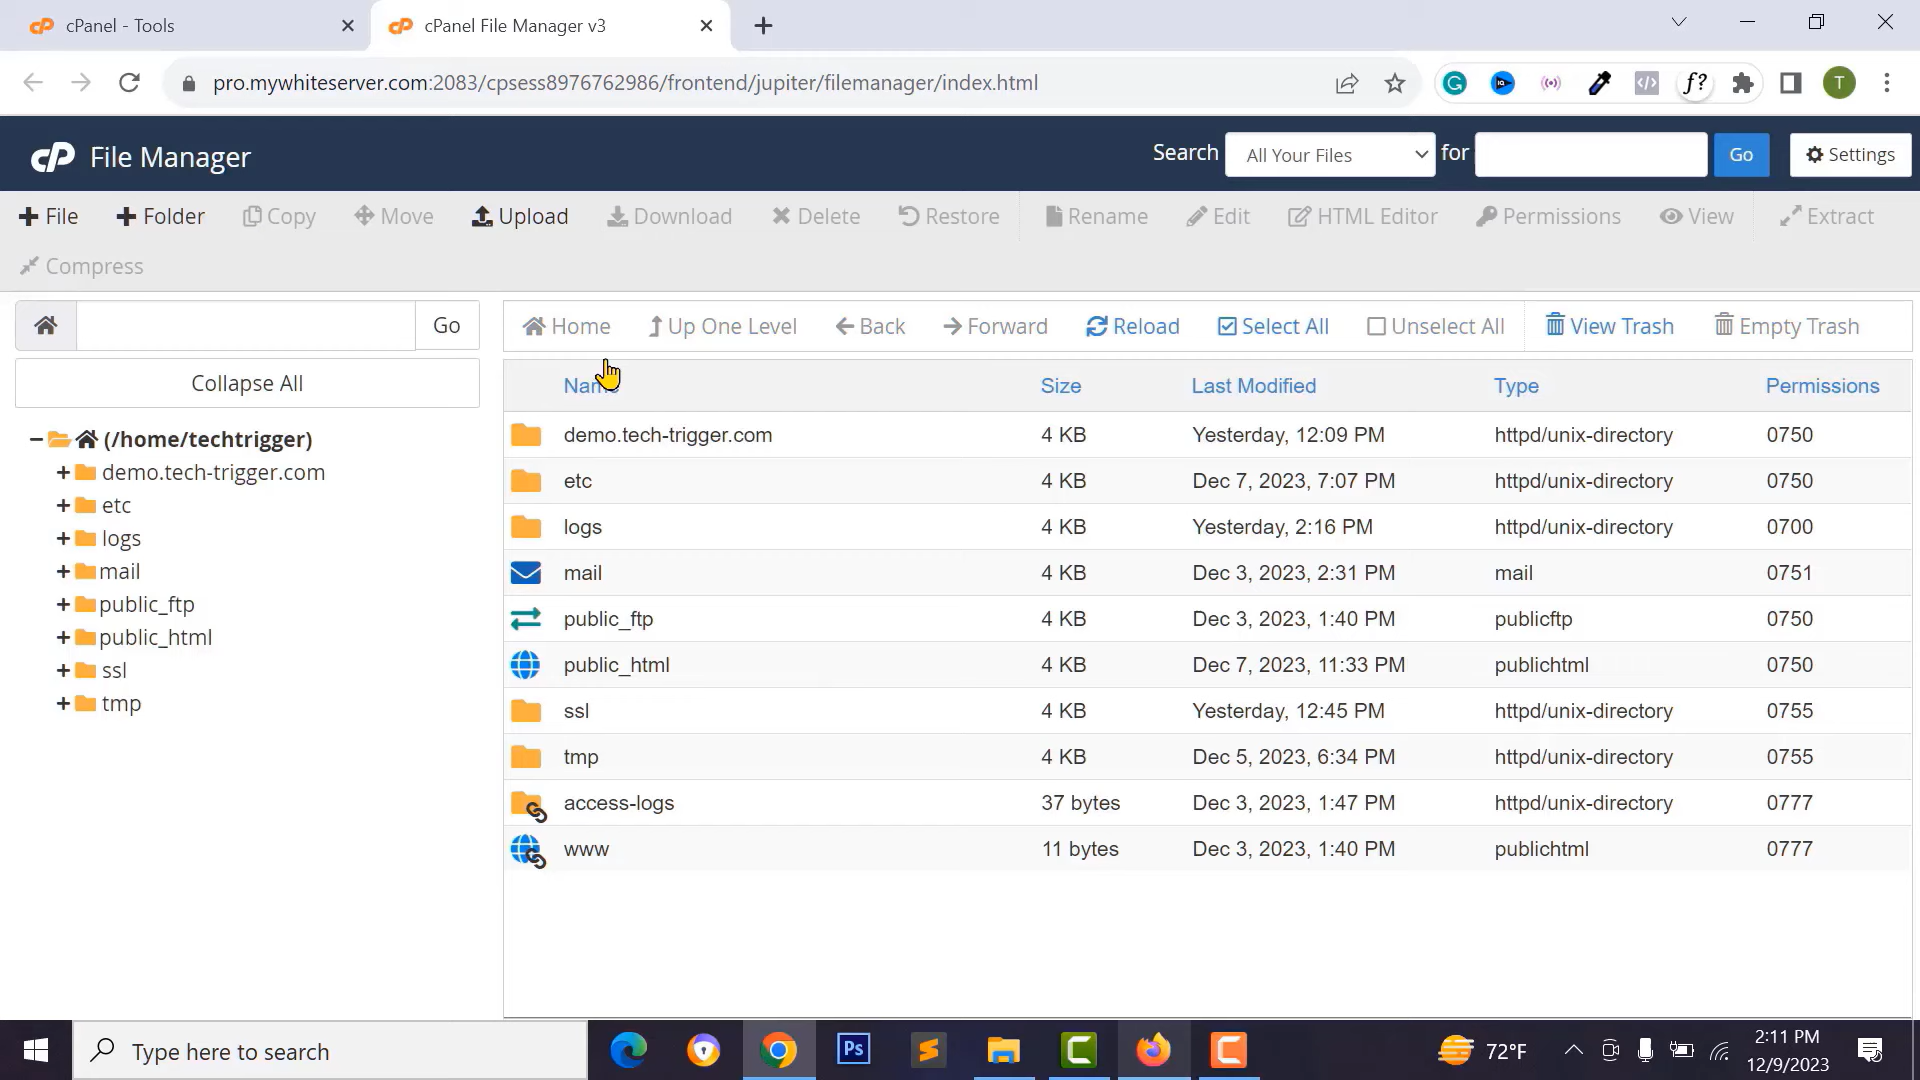 cPanel - Tools
cPanel File Manager v3
pro.mywhiteserver.com:2083/cpsess8976762986/frontend/jupiter/filemanager/index.html
f?
T
cP File Manager
Search All Your Files for Go Settings
File Folder Copy Move Upload Download Delete Restore Rename Edit HTML Editor Permissions View Extract
Compress
Go
Home Up One Level Back Forward Reload Select All Unselect All View Trash Empty Trash
Collapse All
(/home/techtrigger)
demo.tech-trigger.com
etc
logs
mail
public_ftp
public_html
ssl
tmp
Name Size Last Modified Type Permissions
demo.tech-trigger.com 4 KB Yesterday, 12:09 PM httpd/unix-directory 0750
etc 4 KB Dec 7, 2023, 7:07 PM httpd/unix-directory 0750
logs 4 KB Yesterday, 2:16 PM httpd/unix-directory 0700
mail 4 KB Dec 3, 2023, 2:31 PM mail 0751
public_ftp 4 KB Dec 3, 2023, 1:40 PM publicftp 0750
public_html 4 KB Dec 7, 2023, 11:33 PM publichtml 0750
ssl 4 KB Yesterday, 12:45 PM httpd/unix-directory 0755
tmp 4 KB Dec 5, 2023, 6:34 PM httpd/unix-directory 0755
access-logs 37 bytes Dec 3, 2023, 1:47 PM httpd/unix-directory 0777
www 11 bytes Dec 3, 2023, 1:40 PM publichtml 0777
Type here to search
Ps
72°F
2:11 PM
12/9/2023